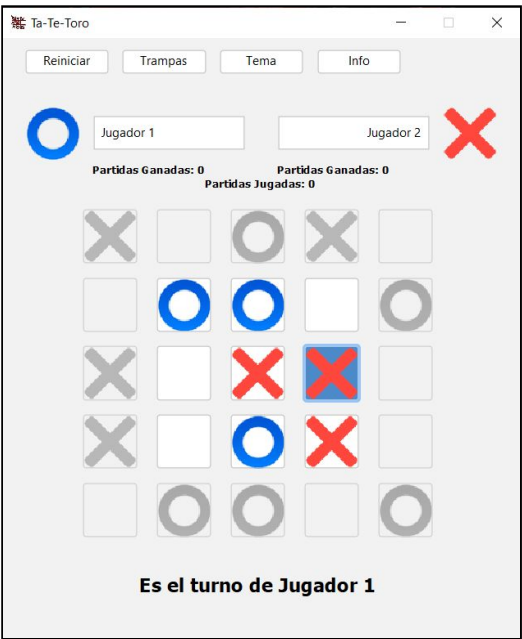 Ta-Te-Toro
Reiniciar Trampas Tema Info
Jugador 1 Jugador 2
Partidas Ganadas: 0 Partidas Ganadas: 0
Partidas Jugadas: 0
Es el turno de Jugador 1